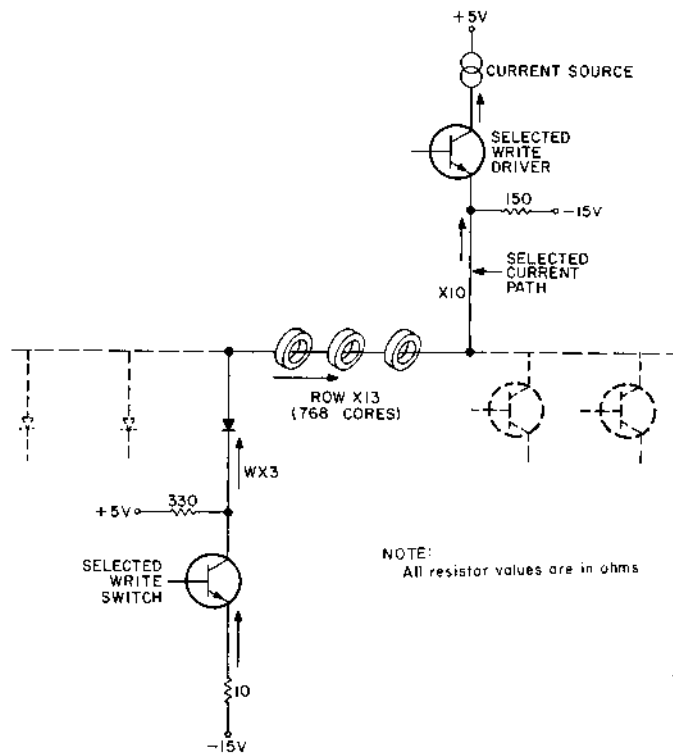 +5V
CURRENT SOURCE
SELECTED
WRITE
DRIVER
150
-15V
SELECTED
CURRENT
PATH
X10
ROW X13
(768 CORES)
WX3
330
+5V
SELECTED
WRITE
SWITCH
NOTE:
All resistor values are in ohms
10
-15V